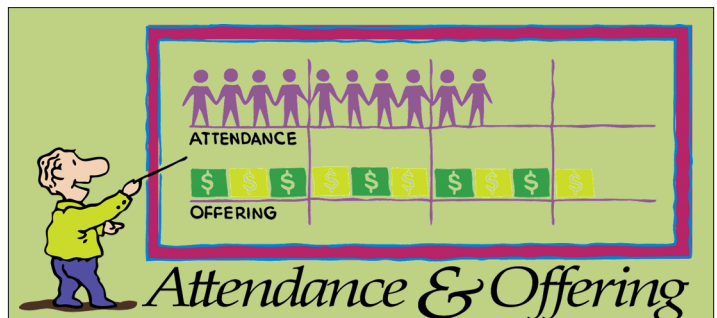 ATTENDANCE
$ $ $ $ $ $ $ $ $ $
OFFERING
Attendance & Offering